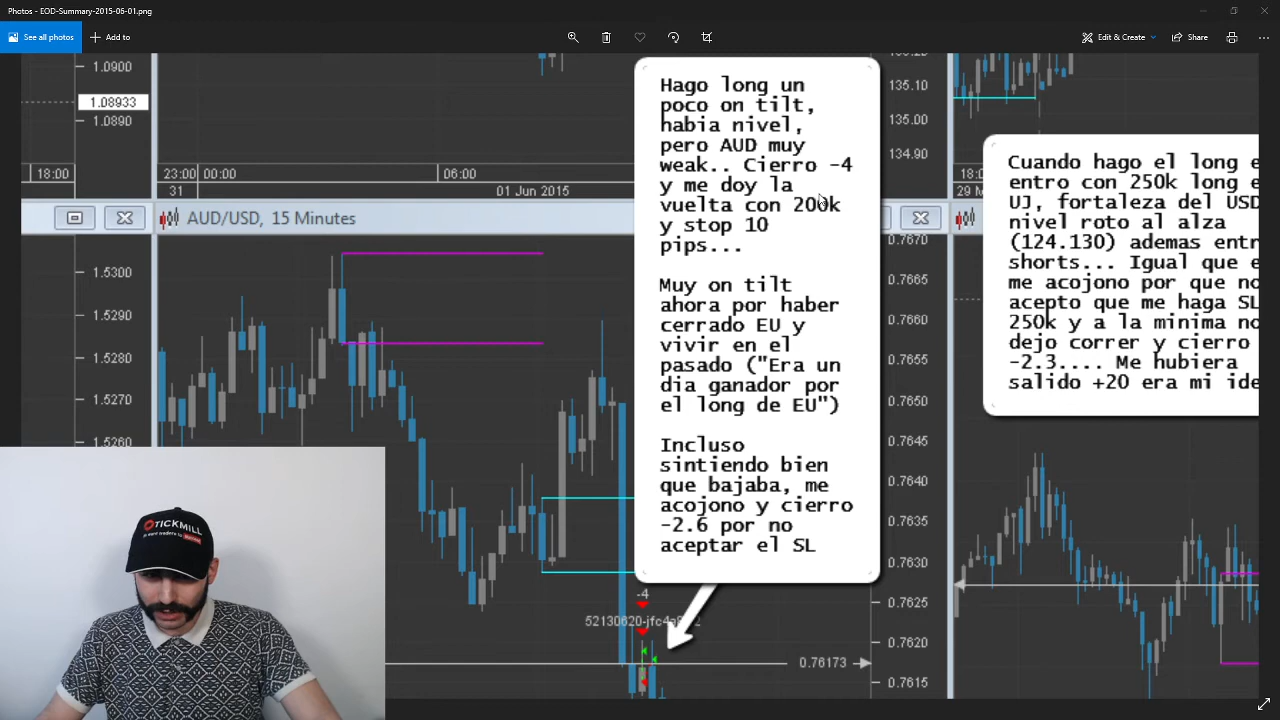 Photos - EOD-Summary-2015-06-01.png
See all photos
Add to
Edit & Create
Share
1.0900
1.08933
1.0890
18:00
23:00
00:00
06:00
31
01 Jun 2015
135.10
135.00
134.90
AUD/USD, 15 Minutes
1.5300
1.5290
1.5280
1.5270
1.5260
Hago long un
poco on tilt,
habia nivel,
pero AUD muy
weak.. Cierro -4
y me doy la
vuelta con 200k
y stop 10
pips...
Muy on tilt
ahora por haber
cerrado EU y
vivir en el
pasado ("Era un
dia ganador por
el long de EU")
Incluso
sintiendo bien
que bajaba, me
acojono y cierro
-2.6 por no
aceptar el SL
-4
0.76173
0.7670
0.7665
0.7660
0.7655
0.7650
0.7645
0.7640
0.7635
0.7630
0.7625
0.7620
0.7615
Cuando hago el long
entro con 250k long
UJ, fortaleza del USD
nivel roto al alza
(124.130) ademas
shorts... Igual que
me acojono por que no
acepto que me haga SL
250k y a la minima no
dejo correr y cierro
-2.3.... Me hubiera
salido +20 era mi
TICKMILL